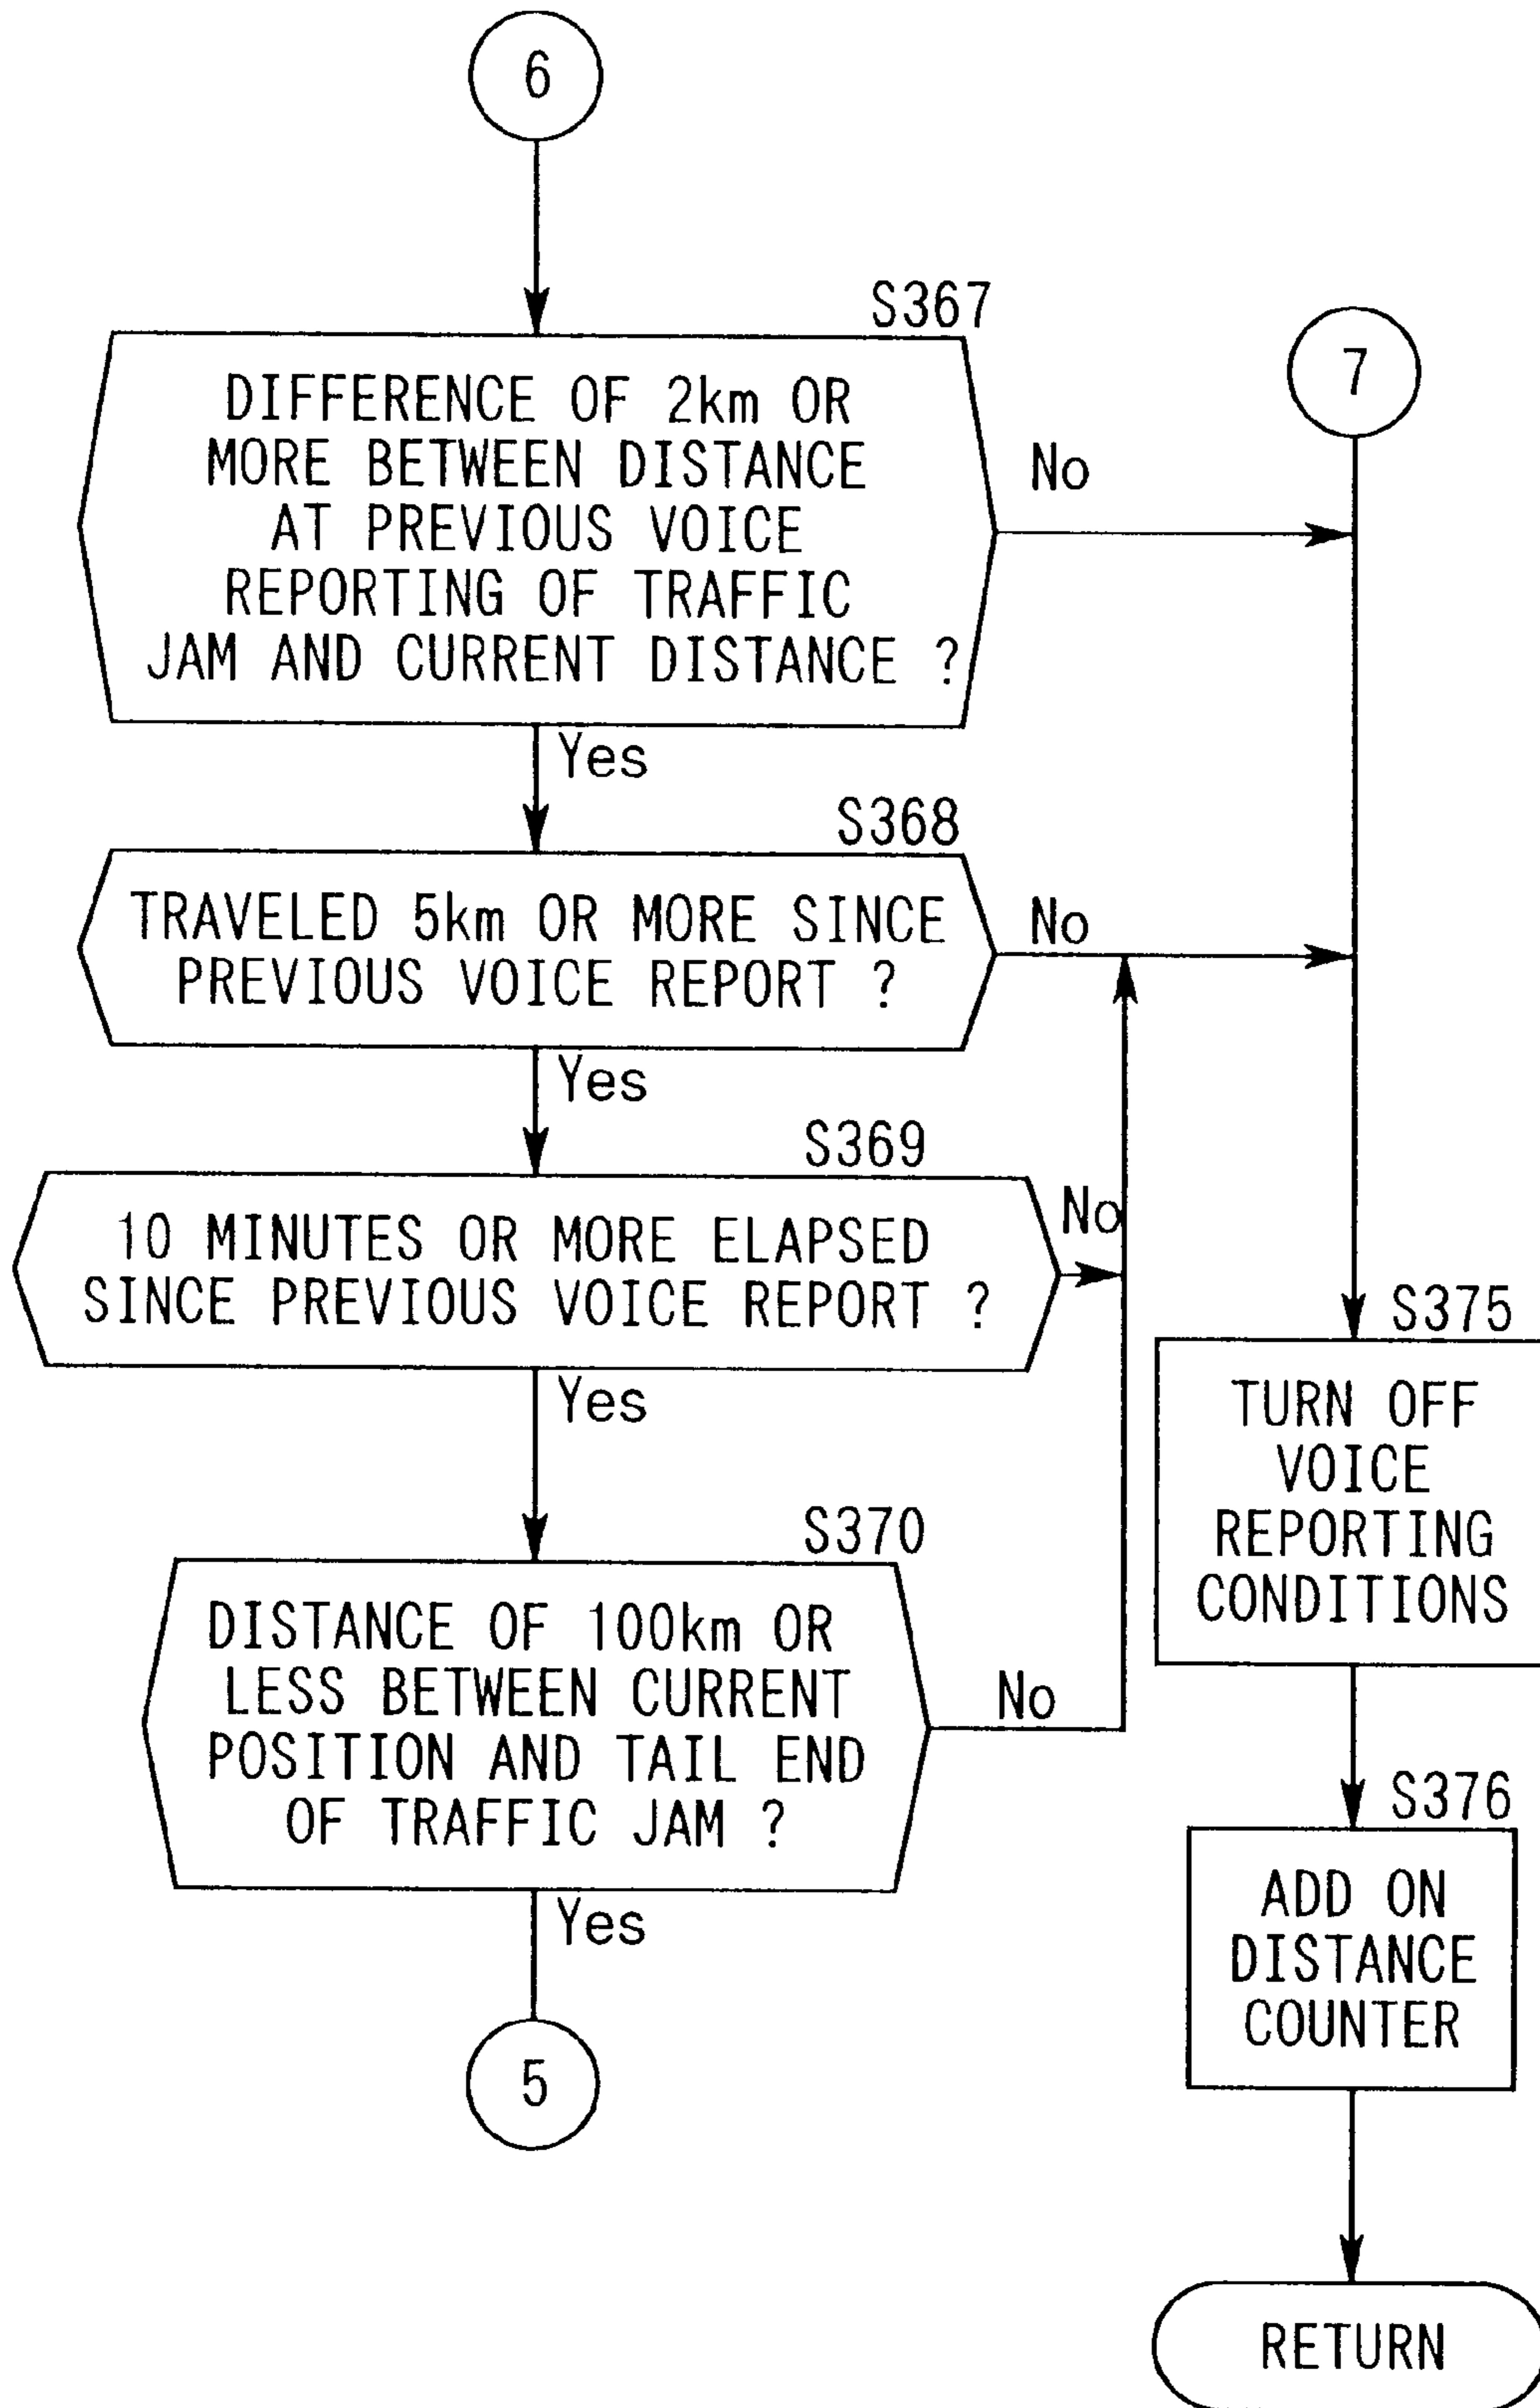 6
S367
DIFFERENCE OF 2km OR
MORE BETWEEN DISTANCE
AT PREVIOUS VOICE
REPORTING OF TRAFFIC
JAM AND CURRENT DISTANCE ?
No
Yes
7
S368
TRAVELED 5km OR MORE SINCE
PREVIOUS VOICE REPORT ?
No
Yes
S369
10 MINUTES OR MORE ELAPSED
SINCE PREVIOUS VOICE REPORT ?
No
Yes
S370
DISTANCE OF 100km OR
LESS BETWEEN CURRENT
POSITION AND TAIL END
OF TRAFFIC JAM ?
No
Yes
5
S375
TURN OFF
VOICE
REPORTING
CONDITIONS
S376
ADD ON
DISTANCE
COUNTER
RETURN